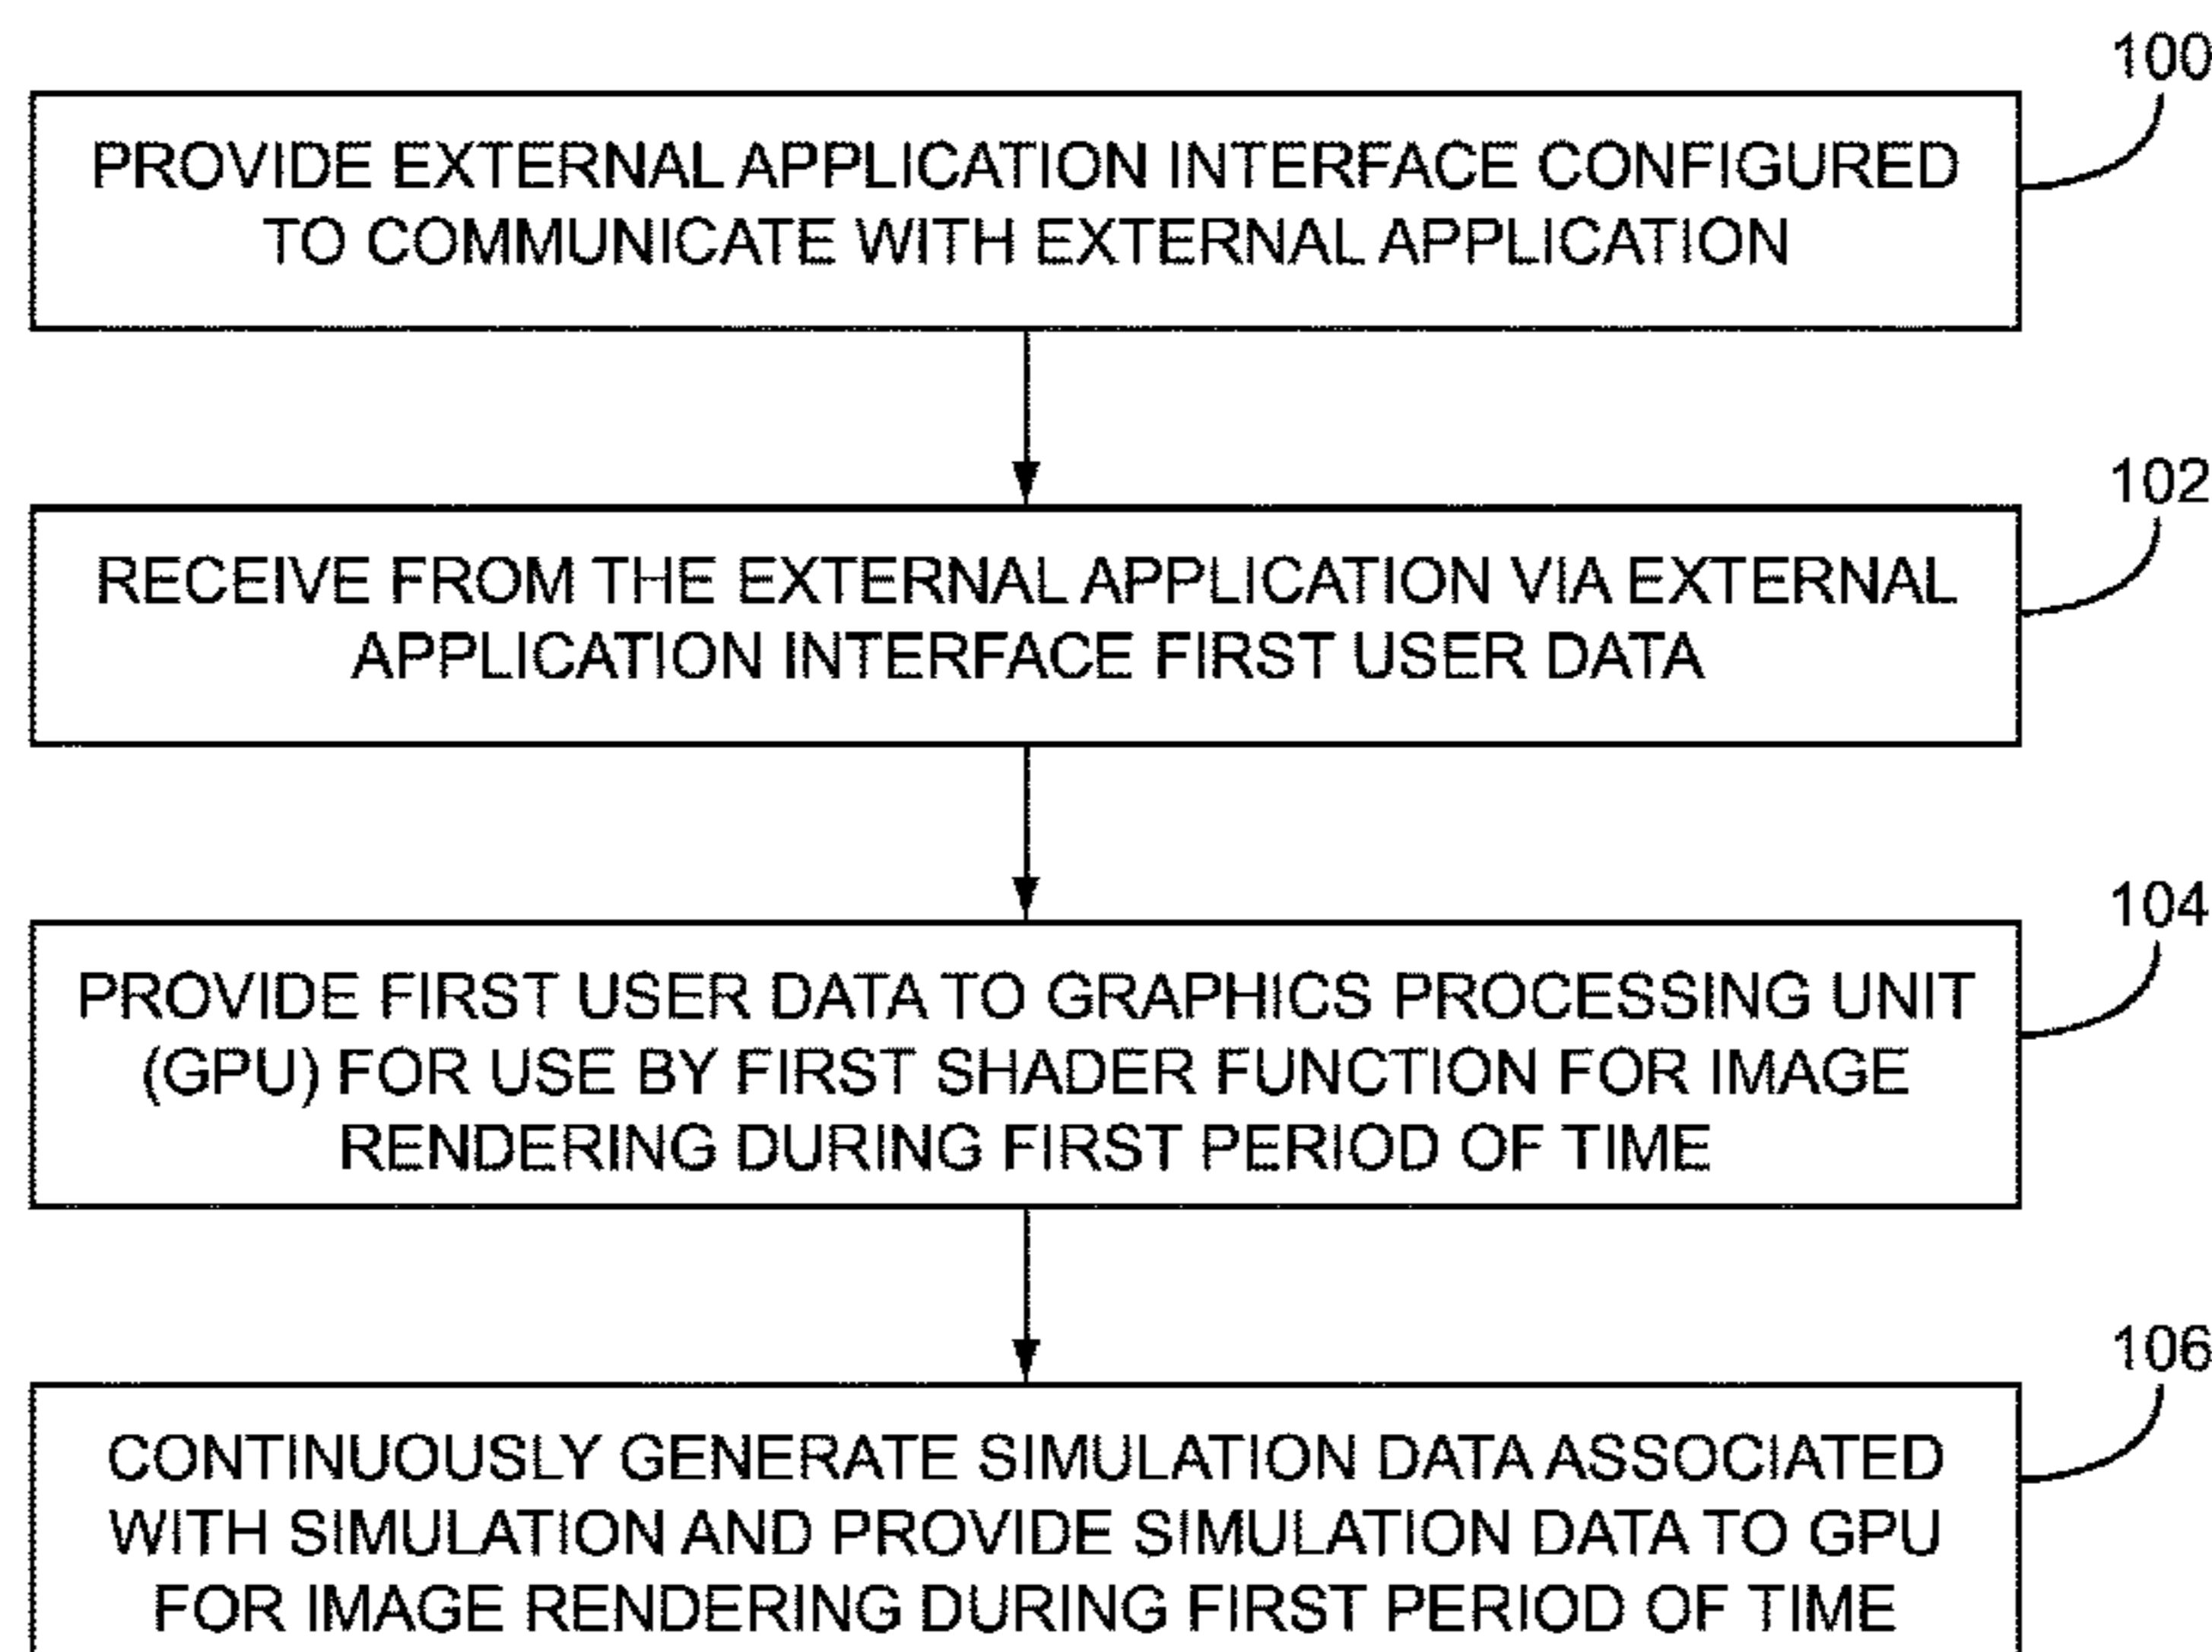 100
PROVIDE EXTERNAL APPLICATION INTERFACE CONFIGURED
TO COMMUNICATE WITH EXTERNAL APPLICATION
102
RECEIVE FROM THE EXTERNAL APPLICATION VIA EXTERNAL
APPLICATION INTERFACE FIRST USER DATA
104
PROVIDE FIRST USER DATA TO GRAPHICS PROCESSING UNIT
(GPU) FOR USE BY FIRST SHADER FUNCTION FOR IMAGE
RENDERING DURING FIRST PERIOD OF TIME
106
CONTINUOUSLY GENERATE SIMULATION DATA ASSOCIATED
WITH SIMULATION AND PROVIDE SIMULATION DATA TO GPU
FOR IMAGE RENDERING DURING FIRST PERIOD OF TIME